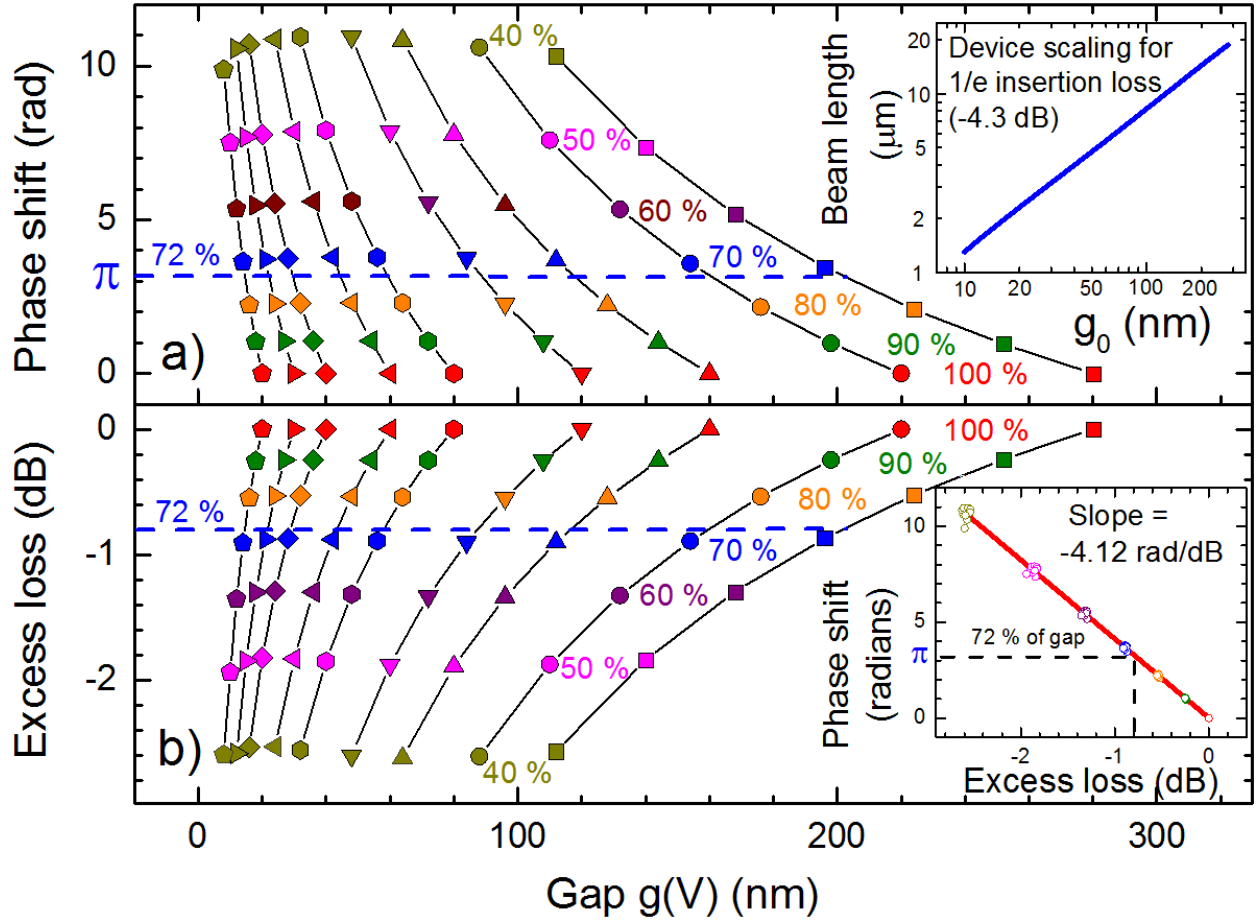 Phase shift (rad)
10
5
π
0
40 %
50 %
60 %
72 %
70 %
80 %
90 %
100 %
a)
Beam length
(μm)
20
10
2
1
Device scaling for
1/e insertion loss
(-4.3 dB)
10
20
100
200
g0 (nm)
Excess loss (dB)
0
-1
-2
100 %
90 %
80 %
72 %
70 %
60 %
50 %
40 %
b)
Phase shift
(radians)
10
5
π
0
Slope =
-4.12 rad/dB
72 % of gap
-2
-1
0
Excess loss (dB)
0
100
200
300
Gap g(V) (nm)